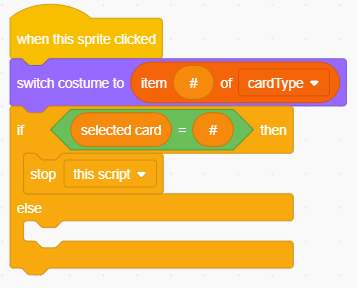 when this sprite clicked
switch costume to item # of cardType
if selected card = # then
stop this script
else